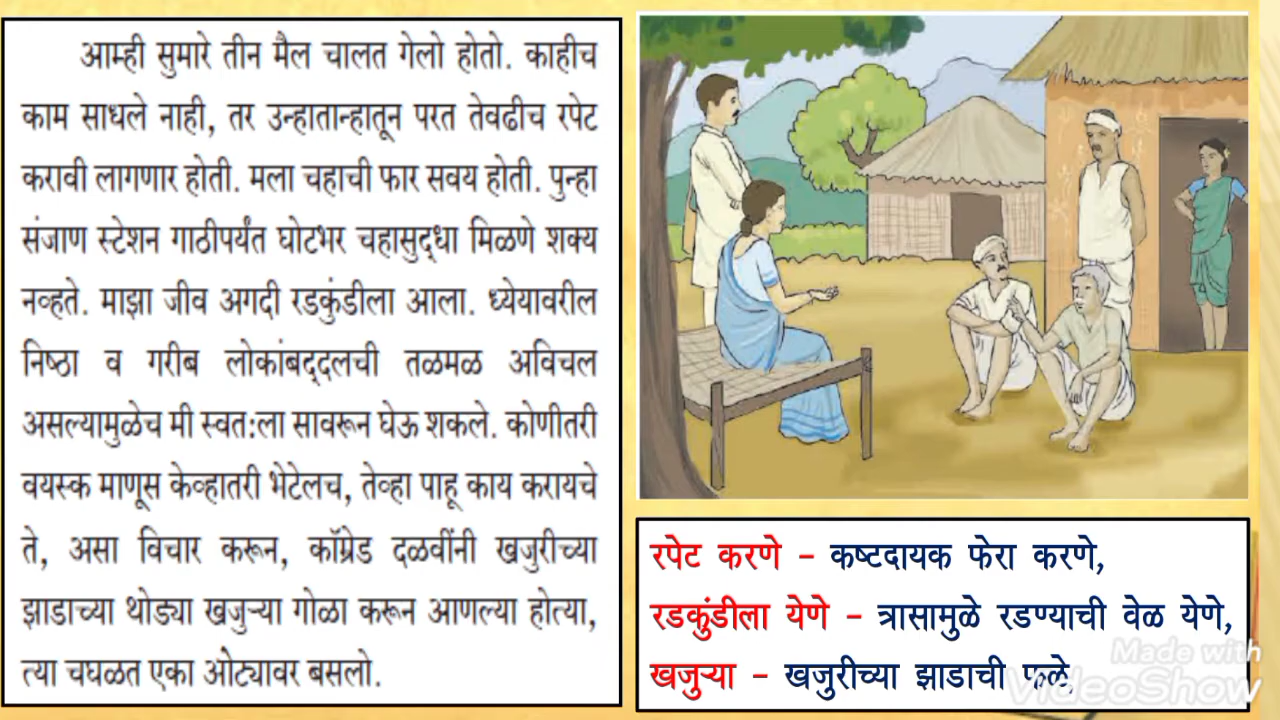 आम्ही सुमारे तीन मैल चालत गेलो होतो. काहीच
काम साधले नाही, तर उन्हातान्हातून परत तेवढीच रपेट
करावी लागणार होती. मला चहाची फार सवय होती. पुन्हा
संजाण स्टेशन गाठीपर्यंत घोटभर चहासुद्धा मिळणे शक्य
नव्हते. माझा जीव अगदी रडकुंडीला आला. ध्येयावरील
निष्ठा व गरीब लोकांबद्दलची तळमळ अविचल
असल्यामुळेच मी स्वत:ला सावरून घेऊ शकले. कोणीतरी
वयस्क माणूस केव्हातरी भेटेलच, तेव्हा पाहू काय करायचे
ते, असा विचार करून, कॉम्रेड दळवींनी खजुरीच्या
झाडाच्या थोड्या खजुऱ्या गोळा करून आणल्या होत्या,
त्या चघळत एका ओट्यावर बसलो.
रपेट करणे – कष्टदायक फेरा करणे,
रडकुंडीला येणे – त्रासामुळे रडण्याची वेळ येणे,
खजुऱ्या – खजुरीच्या झाडाची फळे,
Made with
VideoShow